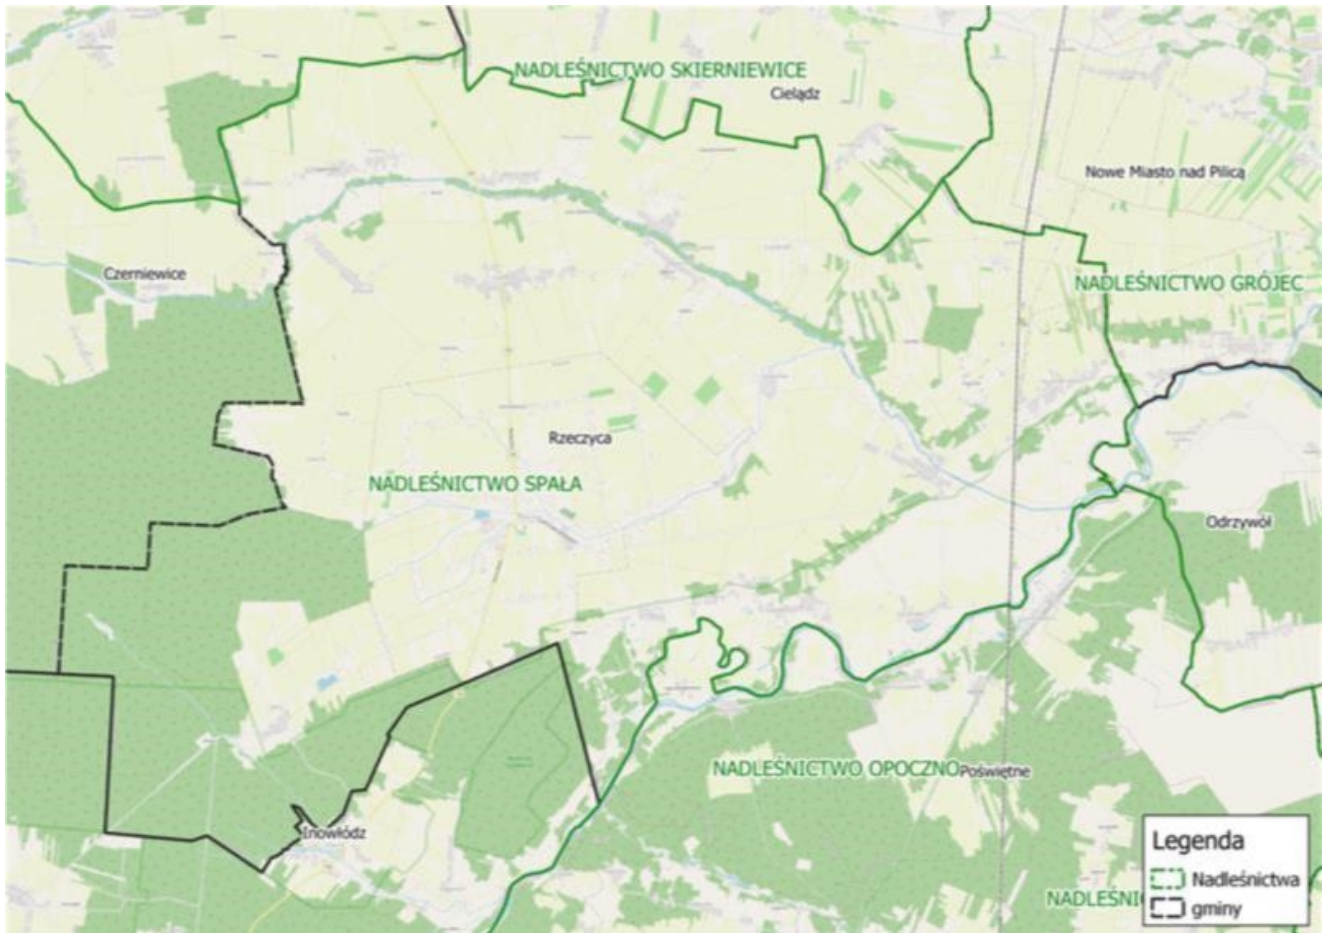 NADLEŚNICTWO SKIERNIEWICE
Cielądz
Nowe Miasto nad Pilicą
Czerniewice
NADLEŚNICTWO GRÓJEC
Rzeczyca
NADLEŚNICTWO SPAŁA
Odrzywół
NADLEŚNICTWO OPOCZNO
Poświętne
Inowłódz
Legenda
Nadleśnictwa
gminy
NADLEŚNI